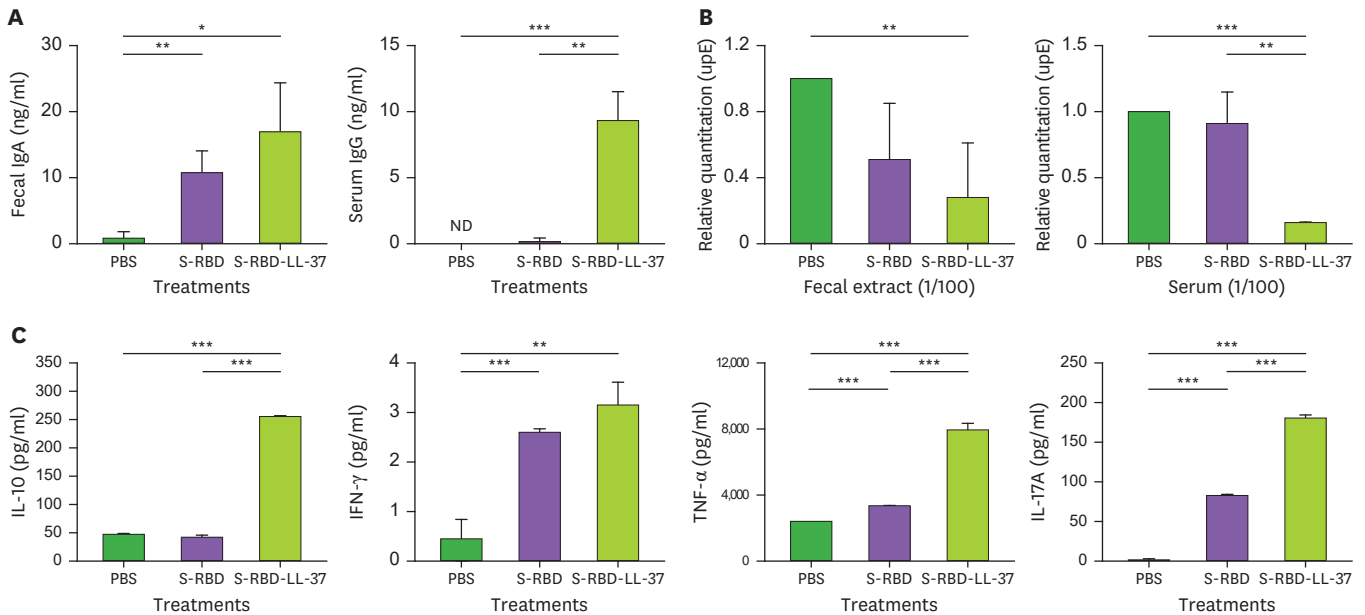 A
Fecal IgA (ng/ml)
30
20
10
0
*
**
PBS
S-RBD
S-RBD-LL-37
Treatments
Serum IgG (ng/ml)
15
10
5
0
***
**
ND
PBS
S-RBD
S-RBD-LL-37
Treatments
B
Relative quantitation (upE)
1.2
0.8
0.4
0
**
PBS
S-RBD
S-RBD-LL-37
Fecal extract (1/100)
Relative quantitation (upE)
1.5
1.0
0.5
0
***
**
PBS
S-RBD
S-RBD-LL-37
Serum (1/100)
C
IL-10 (pg/ml)
350
300
250
200
150
100
50
0
***
***
PBS
S-RBD
S-RBD-LL-37
Treatments
IFN-γ (pg/ml)
4
3
2
1
0
**
***
PBS
S-RBD
S-RBD-LL-37
Treatments
TNF-α (pg/ml)
12,000
8,000
4,000
0
***
***
***
PBS
S-RBD
S-RBD-LL-37
Treatments
IL-17A (pg/ml)
250
200
150
100
50
0
***
***
***
PBS
S-RBD
S-RBD-LL-37
Treatments